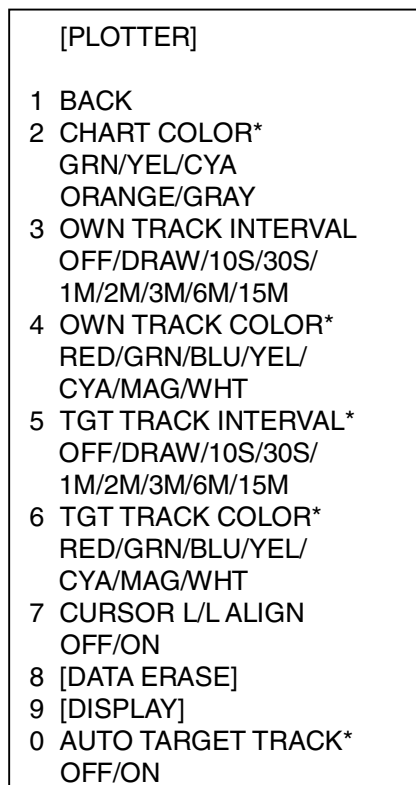 [PLOTTER]
1 BACK
2 CHART COLOR*
GRN/YEL/CYA
ORANGE/GRAY
3 OWN TRACK INTERVAL
OFF/DRAW/10S/30S/
1M/2M/3M/6M/15M
4 OWN TRACK COLOR*
RED/GRN/BLU/YEL/
CYA/MAG/WHT
5 TGT TRACK INTERVAL*
OFF/DRAW/10S/30S/
1M/2M/3M/6M/15M
6 TGT TRACK COLOR*
RED/GRN/BLU/YEL/
CYA/MAG/WHT
7 CURSOR L/L ALIGN
OFF/ON
8 [DATA ERASE]
9 [DISPLAY]
0 AUTO TARGET TRACK*
OFF/ON